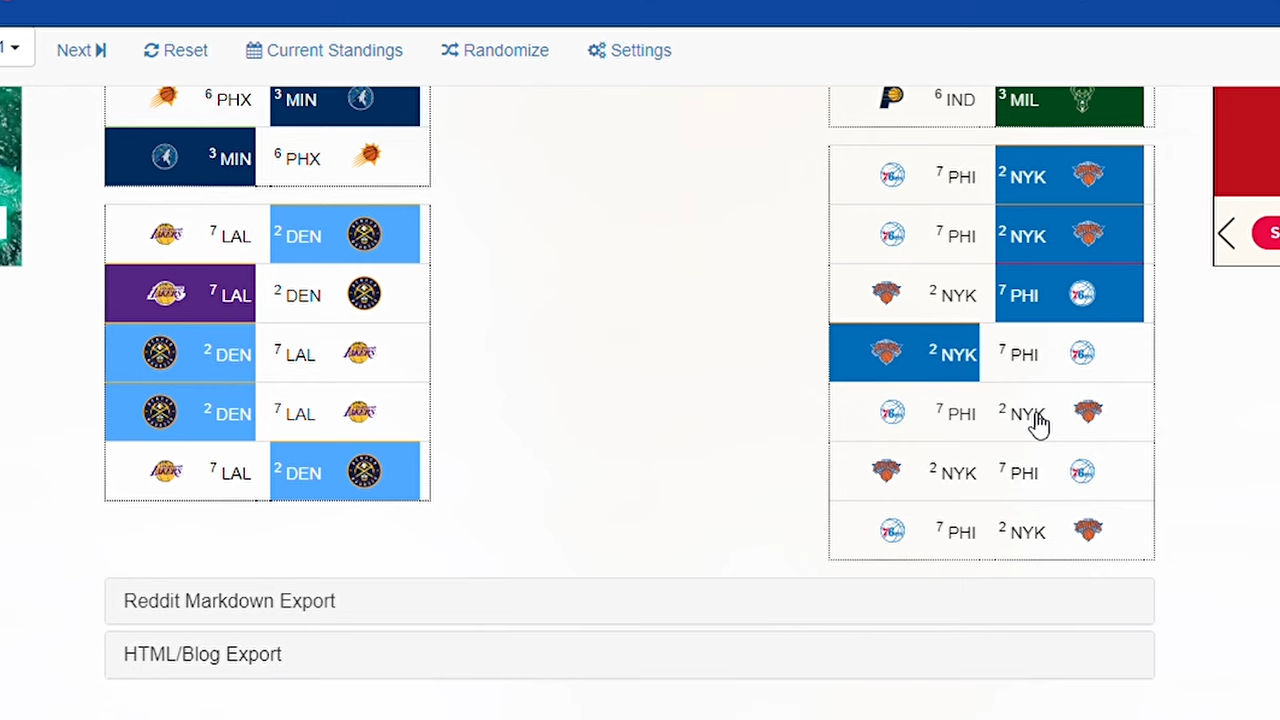 1 Next Reset Current Standings Randomize Settings
6 PHX 3 MIN
3 MIN 6 PHX
7 LAL 2 DEN
7 LAL 2 DEN
2 DEN 7 LAL
2 DEN 7 LAL
7 LAL 2 DEN
6 IND 3 MIL
7 PHI 2 NYK
7 PHI 2 NYK
2 NYK 7 PHI
2 NYK 7 PHI
7 PHI 2 NYK
2 NYK 7 PHI
7 PHI 2 NYK
S
Reddit Markdown Export
HTML/Blog Export